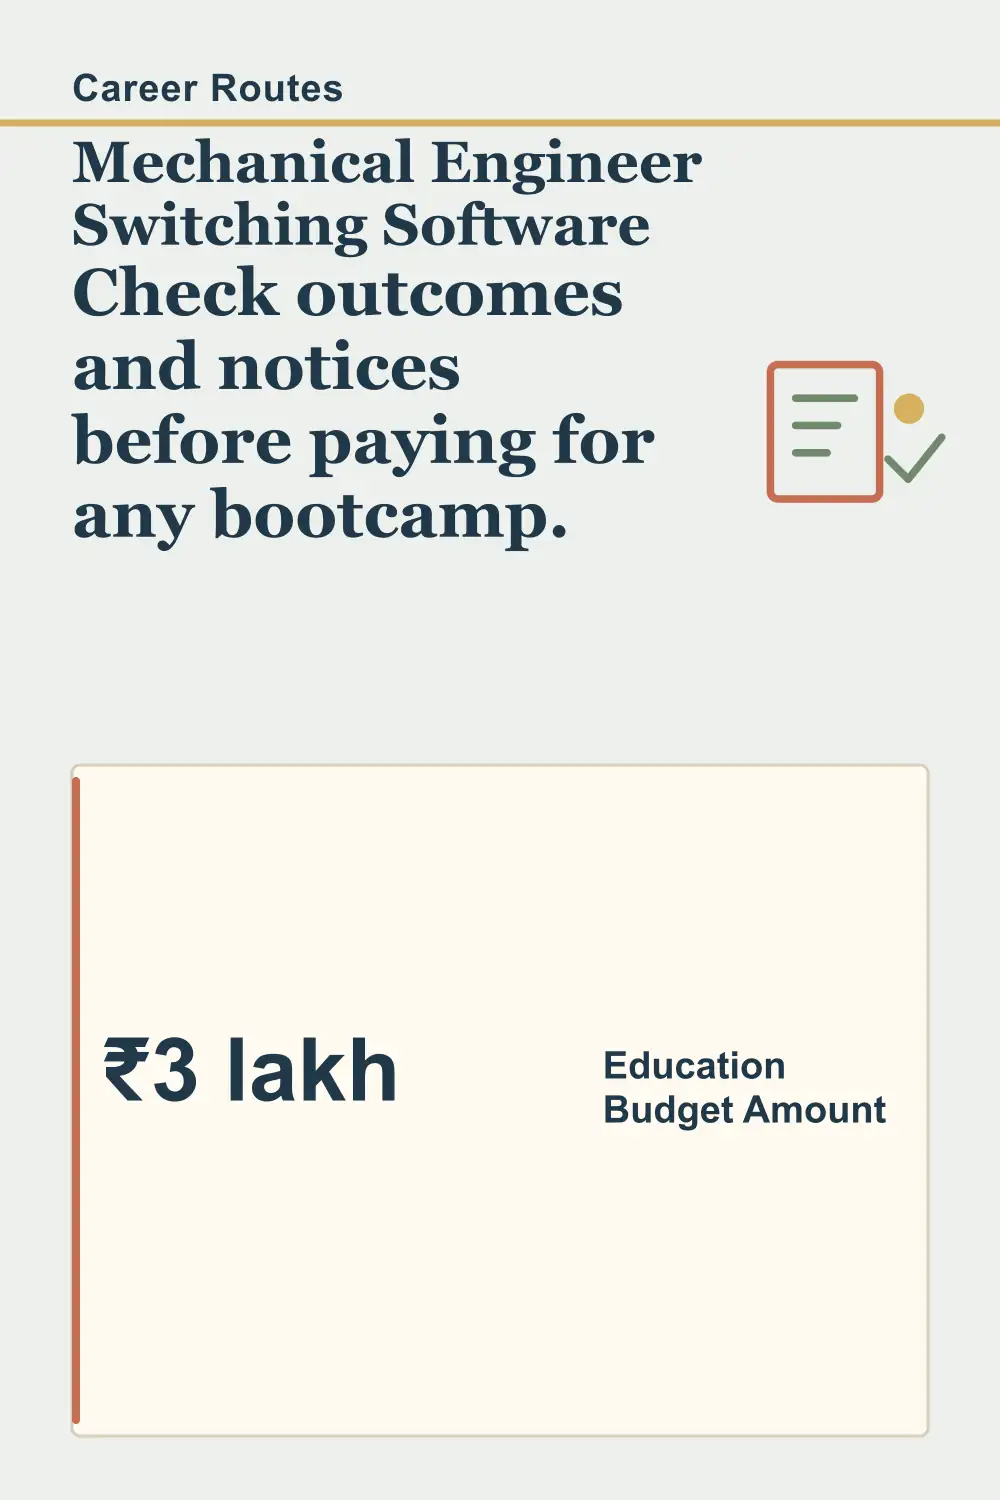 Career Routes
Mechanical Engineer
Switching Software
Check outcomes
and notices
before paying for
any bootcamp.
₹3 lakh
Education
Budget Amount